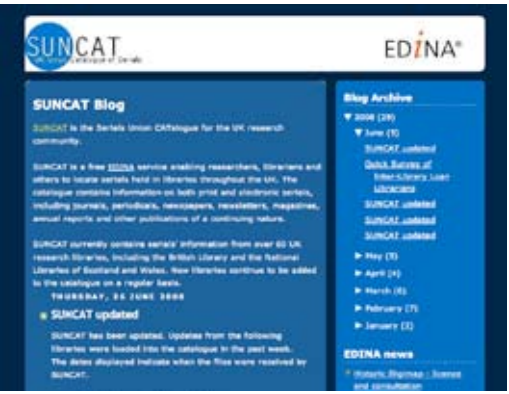 SUNCAT
UK Union Catalogue of Serials
EDINA
SUNCAT Blog
SUNCAT is the Serials Union CATalogue for the UK research
community.
SUNCAT is a free EDINA service enabling researchers, librarians and
others to locate serials held in libraries throughout the UK. The
catalogue contains information on both print and electronic serials,
including journals, periodicals, newspapers, newsletters, magazines,
annual reports and other publications of a continuing nature.
SUNCAT currently contains serials' information from over 60 UK
research libraries, including the British Library and the National
Libraries of Scotland and Wales. New libraries continue to be added
to the catalogue on a regular basis.
THURSDAY, 26 JUNE 2008
SUNCAT updated
SUNCAT has been updated. Updates from the following
libraries were loaded into the catalogue in the past week.
The dates displayed indicate when the files were received by
SUNCAT.
Blog Archive
▼ 2008 (29)
▼ June (5)
SUNCAT updated
Quick Survey of
Inter-Library Loan
Librarians
SUNCAT updated
SUNCAT updated
SUNCAT updated
► May (5)
► April (4)
► March (6)
► February (7)
► January (2)
EDINA news
Historic Digimap - licence
and consultation